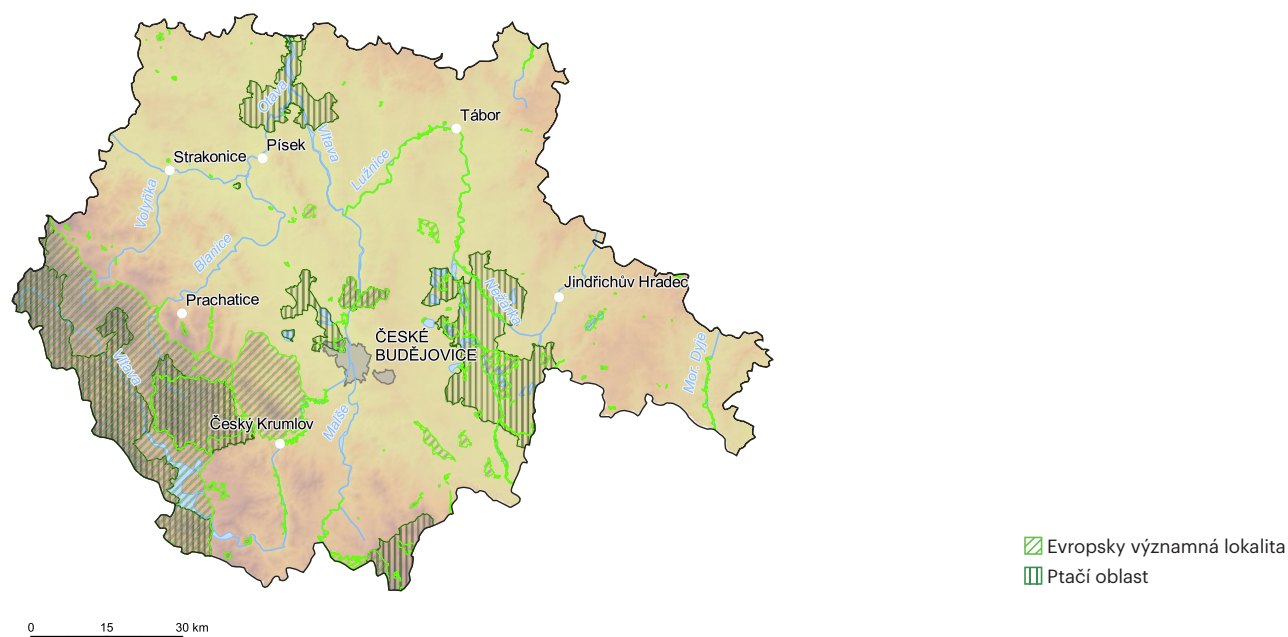 Otava
Tábor
Vltava
Písek
Strakonice
Lužnice
Volyňka
Blanice
Jindřichův Hradec
Nežárka
Prachatice
ČESKÉ
BUDĚJOVICE
Mor. Dyje
Vltava
Malše
Český Krumlov
Evropsky významná lokalita
Ptačí oblast
0 15 30 km